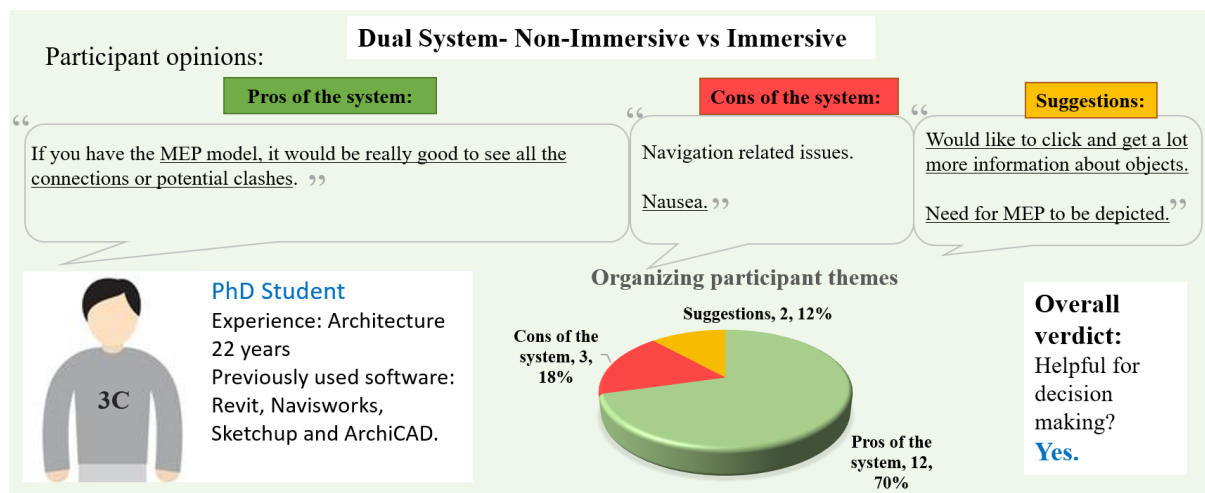 Dual System- Non-Immersive vs Immersive
Participant opinions:
Pros of the system:
Cons of the system:
Suggestions:
“
If you have the MEP model, it would be really good to see all the
connections or potential clashes. ”
“
Navigation related issues.
Nausea. ”
“
Would like to click and get a lot
more information about objects.
Need for MEP to be depicted.”
3C
PhD Student
Experience: Architecture
22 years
Previously used software:
Revit, Navisworks,
Sketchup and ArchiCAD.
Organizing participant themes
Suggestions, 2, 12%
Cons of the
system, 3,
18%
Pros of the
system, 12,
70%
Overall
verdict:
Helpful for
decision
making?
Yes.